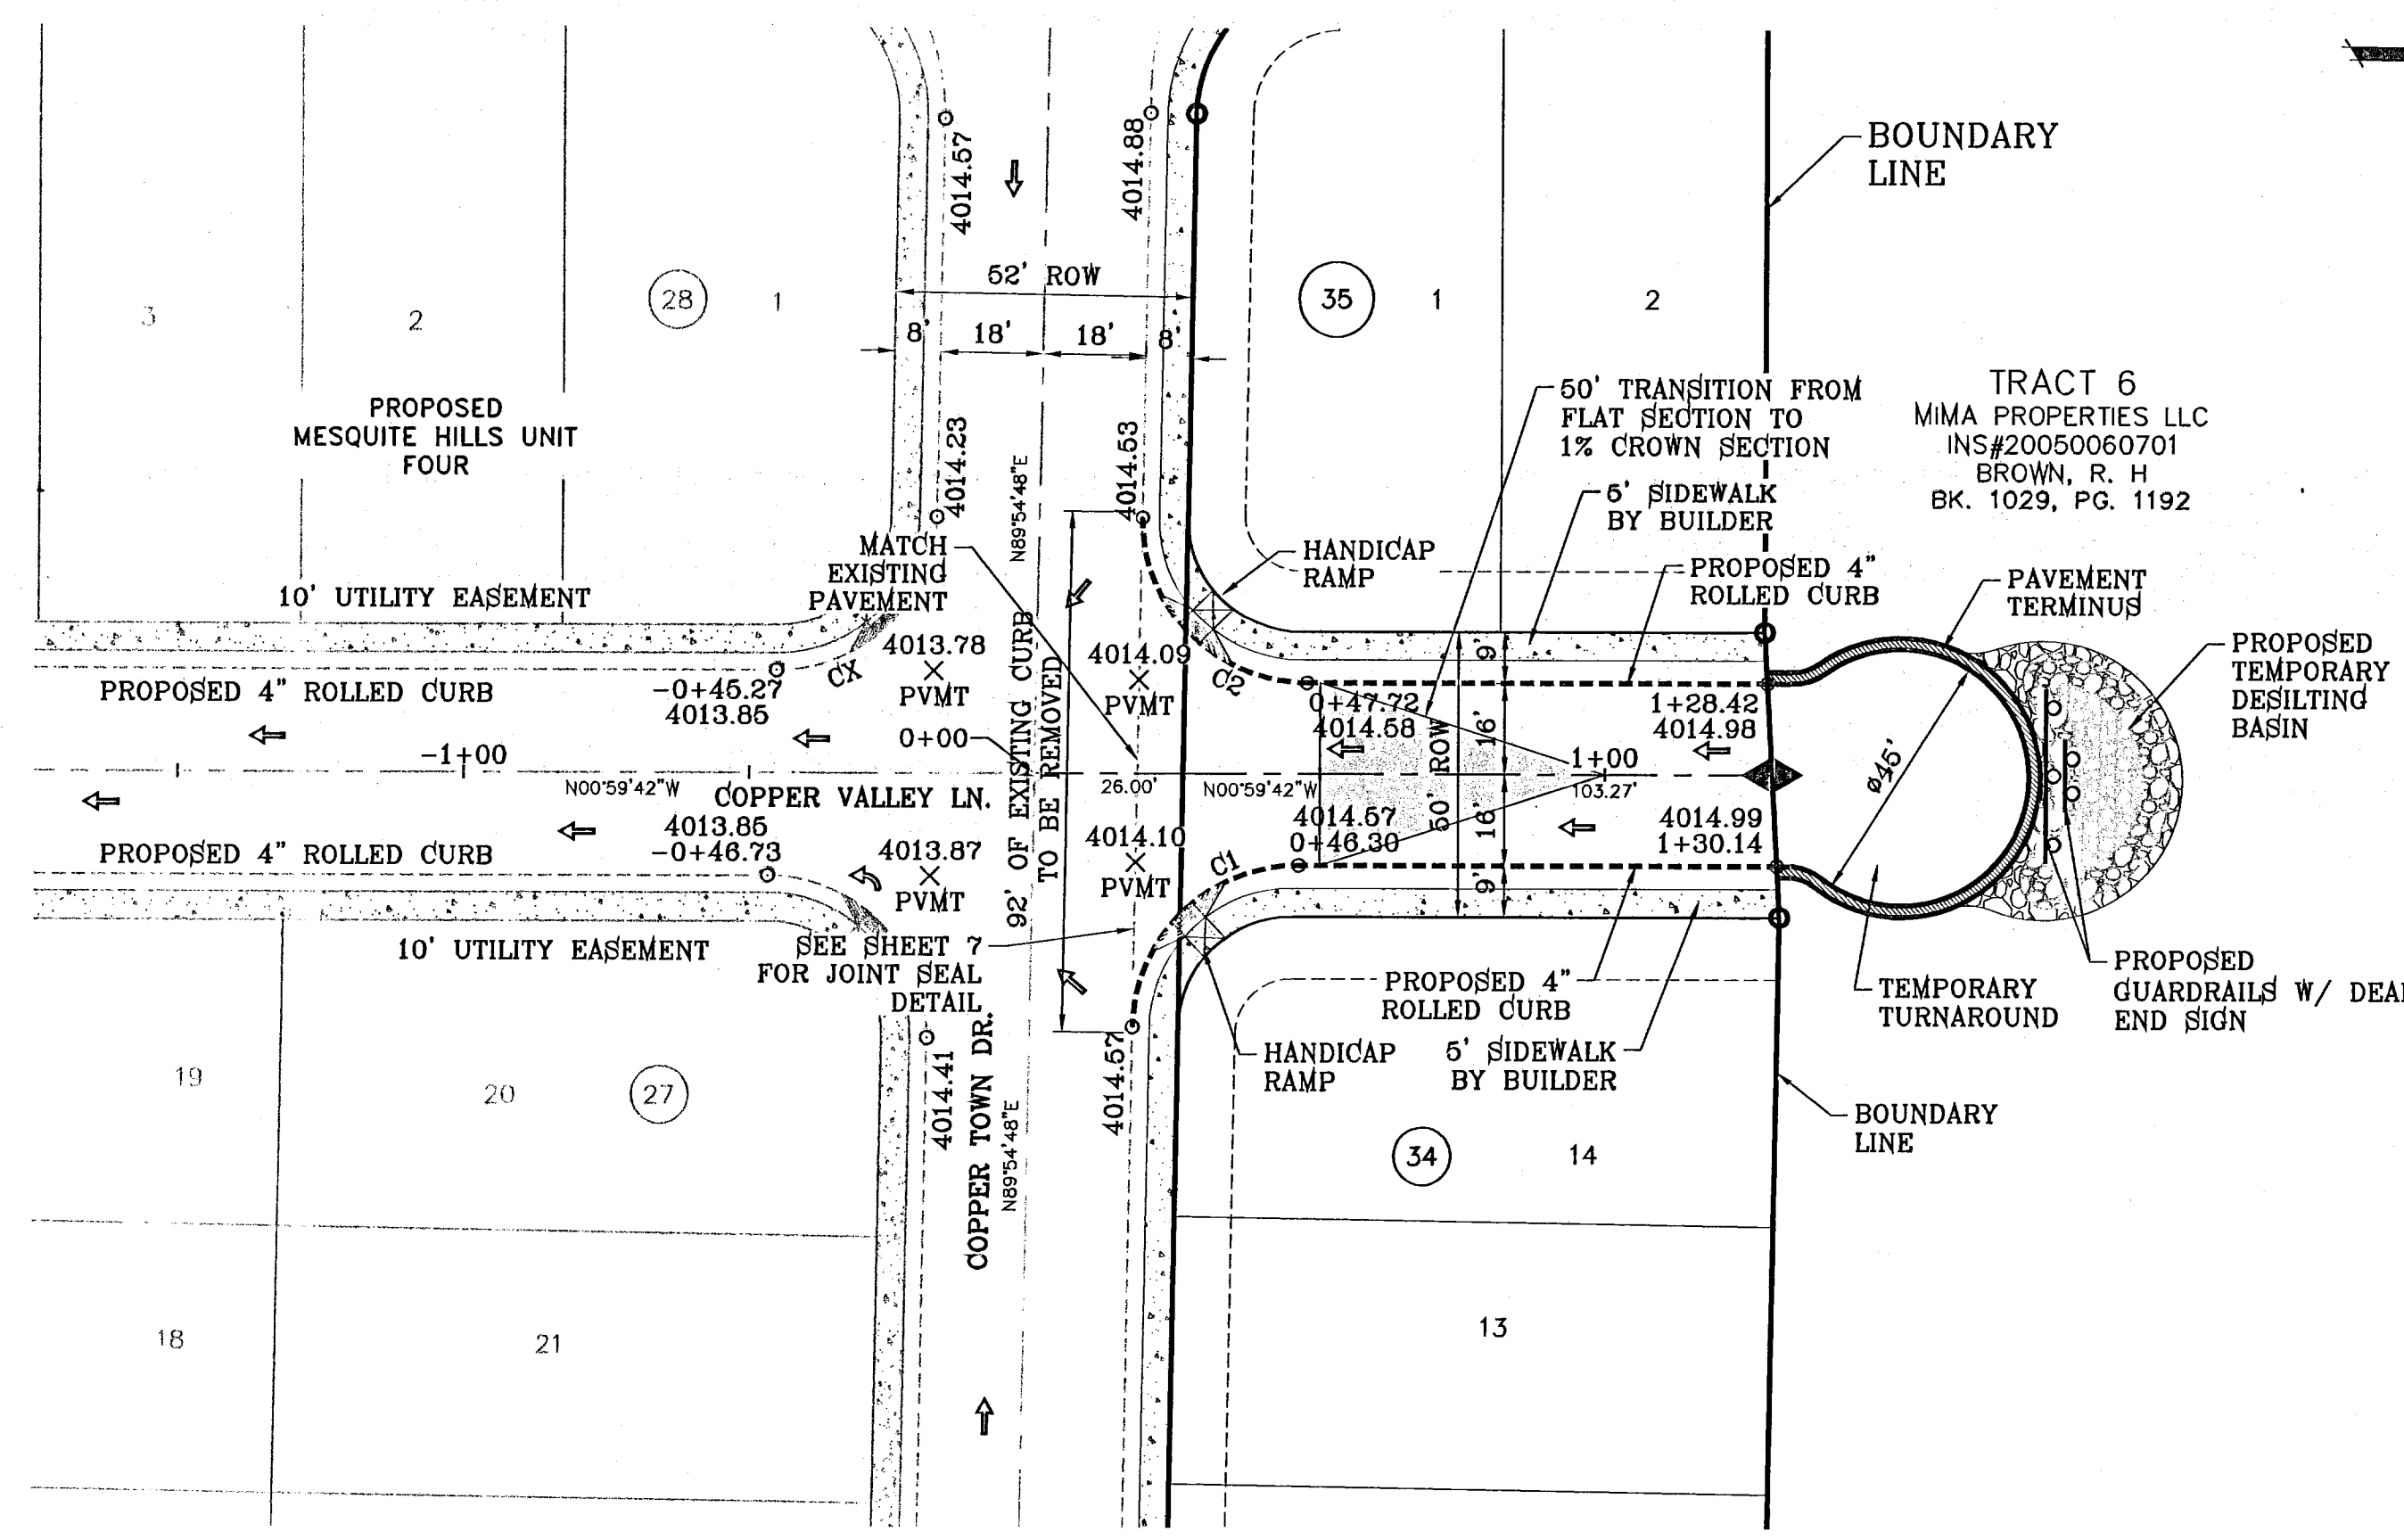 BOUNDARY
LINE
4014.57
4014.88
52' ROW
8'
18'
18'
8'
3
2
28
1
35
1
2
PROPOSED
MESQUITE HILLS UNIT
FOUR
50' TRANSITION FROM
FLAT SECTION TO
1% CROWN SECTION
TRACT 6
MIMA PROPERTIES LLC
INS#20050060701
BROWN, R. H
BK. 1029, PG. 1192
4014.23
N89°54'48"E
4014.53
5' SIDEWALK
BY BUILDER
MATCH
EXISTING
PAVEMENT
HANDICAP
RAMP
PROPOSED 4"
ROLLED CURB
PAVEMENT
TERMINUS
10' UTILITY EASEMENT
PROPOSED
TEMPORARY
DESILTING
BASIN
CX
4013.78
PVMT
4014.09
PVMT
C2
9'
PROPOSED 4" ROLLED CURB
-0+45.27
4013.85
0+00
0+47.72
4014.58
16'
1+28.42
4014.98
-1+00
1+00
N00°59'42"W
COPPER VALLEY LN.
26.00'
N00°59'42"W
103.27'
50' ROW
ø45'
92' OF EXISTING CURB
TO BE REMOVED
PROPOSED 4" ROLLED CURB
4013.85
-0+46.73
4013.87
PVMT
4014.10
PVMT
C1
4014.57
0+46.30
16'
4014.99
1+30.14
9'
10' UTILITY EASEMENT
SEE SHEET 7
FOR JOINT SEAL
DETAIL
PROPOSED 4"
ROLLED CURB
TEMPORARY
TURNAROUND
PROPOSED
GUARDRAILS W/ DEA
END SIGN
HANDICAP
RAMP
5' SIDEWALK
BY BUILDER
4014.41
COPPER TOWN DR.
N89°54'48"E
4014.57
19
20
27
34
14
BOUNDARY
LINE
18
21
13